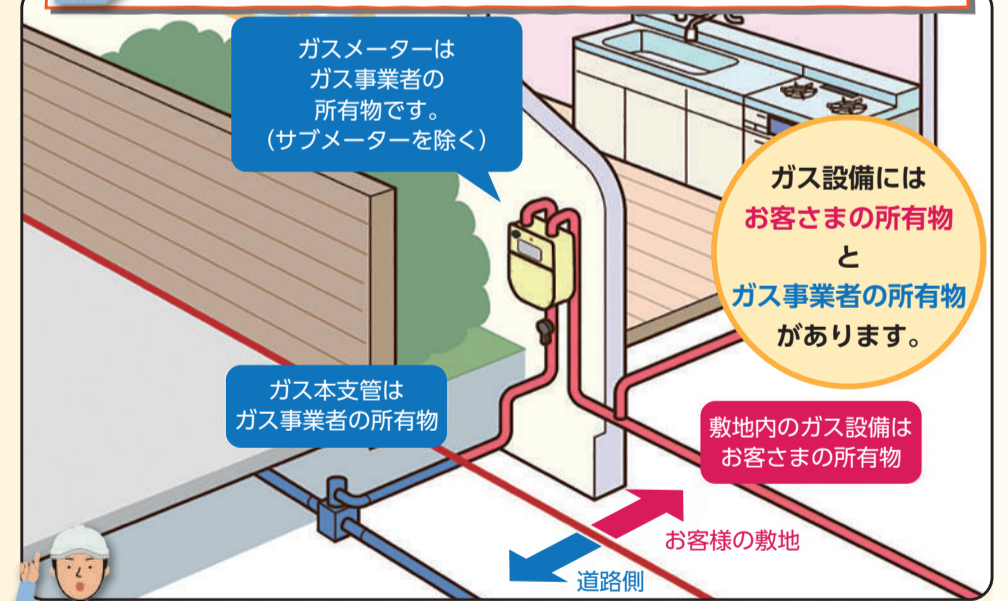 ガスメーターは
ガス事業者の
所有物です。
(サブメーターを除く)
ガス設備には
お客さまの所有物
と
ガス事業者の所有物
があります。
ガス本支管は
ガス事業者の所有物
敷地内のガス設備は
お客さまの所有物
お客様の敷地
道路側